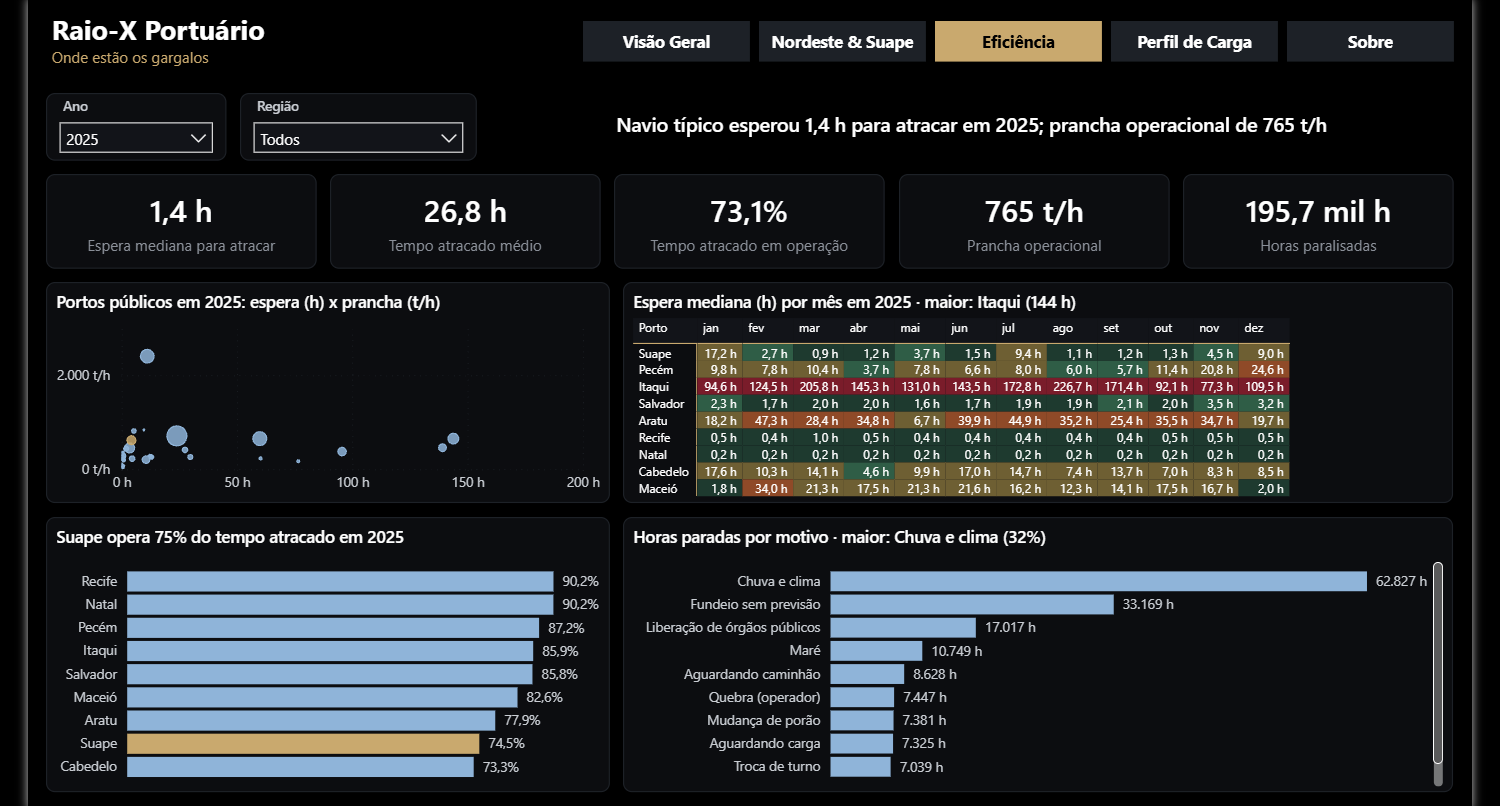 Raio-X Portuário
Onde estão os gargalos
Visão Geral
Nordeste & Suape
Eficiência
Perfil de Carga
Sobre
Ano
2025
Região
Todos
Navio típico esperou 1,4 h para atracar em 2025; prancha operacional de 765 t/h
1,4 h
Espera mediana para atracar
26,8 h
Tempo atracado médio
73,1%
Tempo atracado em operação
765 t/h
Prancha operacional
195,7 mil h
Horas paralisadas
Portos públicos em 2025: espera (h) x prancha (t/h)
2.000 t/h
0 t/h
0 h 50 h 100 h 150 h 200 h
Espera mediana (h) por mês em 2025 · maior: Itaqui (144 h)
Porto jan fev mar abr mai jun jul ago set out nov dez
Suape 17,2 h 2,7 h 0,9 h 1,2 h 3,7 h 1,5 h 9,4 h 1,1 h 1,2 h 1,3 h 4,5 h 9,0 h
Pecém 9,8 h 7,8 h 10,4 h 3,7 h 7,8 h 6,6 h 8,0 h 6,0 h 5,7 h 11,4 h 20,8 h 24,6 h
Itaqui 94,6 h 124,5 h 205,8 h 145,3 h 131,0 h 143,5 h 172,8 h 226,7 h 171,4 h 92,1 h 77,3 h 109,5 h
Salvador 2,3 h 1,7 h 2,0 h 2,0 h 1,6 h 1,7 h 1,9 h 1,9 h 2,1 h 2,0 h 3,5 h 3,2 h
Aratu 18,2 h 47,3 h 28,4 h 34,8 h 6,7 h 39,9 h 44,9 h 35,2 h 25,4 h 35,5 h 34,7 h 19,7 h
Recife 0,5 h 0,4 h 1,0 h 0,5 h 0,4 h 0,4 h 0,4 h 0,4 h 0,4 h 0,5 h 0,5 h 0,5 h
Natal 0,2 h 0,2 h 0,2 h 0,2 h 0,2 h 0,2 h 0,2 h 0,2 h 0,2 h 0,2 h 0,2 h 0,2 h
Cabedelo 17,6 h 10,3 h 14,1 h 4,6 h 9,9 h 17,0 h 14,7 h 7,4 h 13,7 h 7,0 h 8,3 h 8,5 h
Maceió 1,8 h 34,0 h 21,3 h 17,5 h 21,3 h 21,6 h 16,2 h 12,3 h 14,1 h 17,5 h 16,7 h 2,0 h
Suape opera 75% do tempo atracado em 2025
Recife 90,2%
Natal 90,2%
Pecém 87,2%
Itaqui 85,9%
Salvador 85,8%
Maceió 82,6%
Aratu 77,9%
Suape 74,5%
Cabedelo 73,3%
Horas paradas por motivo · maior: Chuva e clima (32%)
Chuva e clima 62.827 h
Fundeio sem previsão 33.169 h
Liberação de órgãos públicos 17.017 h
Maré 10.749 h
Aguardando caminhão 8.628 h
Quebra (operador) 7.447 h
Mudança de porão 7.381 h
Aguardando carga 7.325 h
Troca de turno 7.039 h